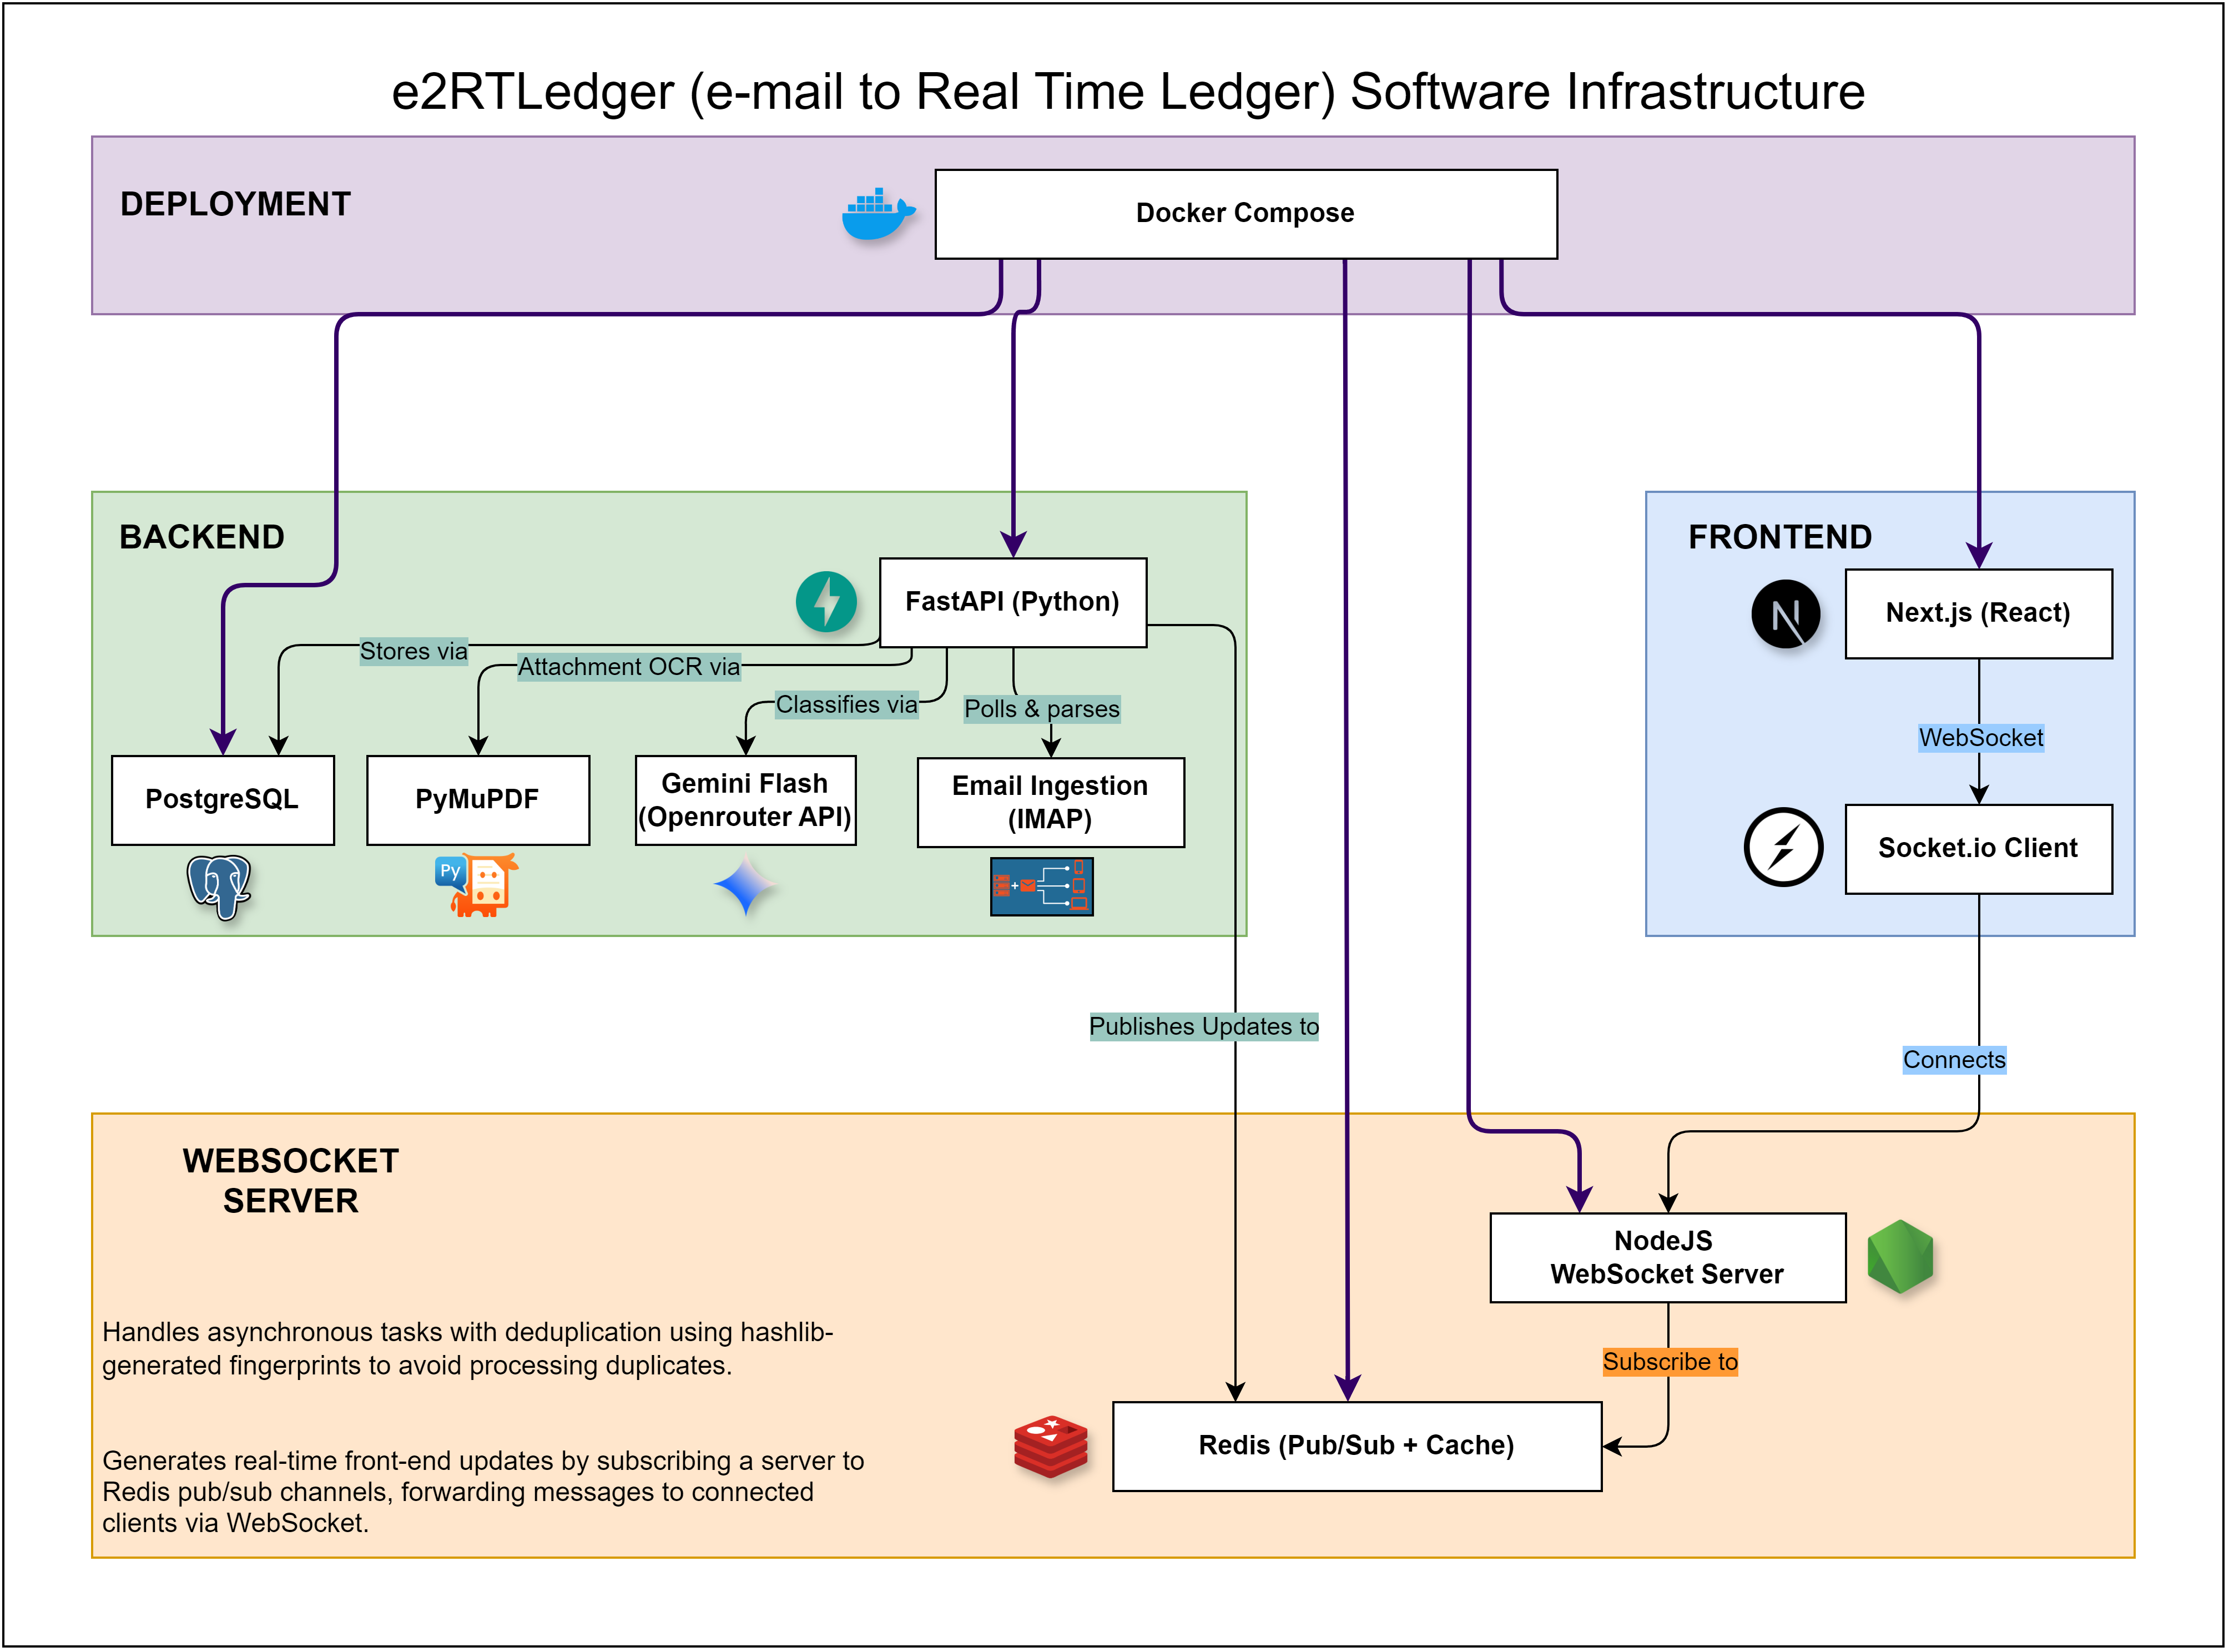 e2RTLedger (e-mail to Real Time Ledger) Software Infrastructure
DEPLOYMENT
Docker Compose
BACKEND
FastAPI (Python)
Stores via
Attachment OCR via
Classifies via
Polls & parses
PostgreSQL
PyMuPDF
Gemini Flash
(Openrouter API)
Email Ingestion
(IMAP)
Py
FRONTEND
N
Next.js (React)
WebSocket
Socket.io Client
Publishes Updates to
Connects
WEBSOCKET
SERVER
NodeJS
WebSocket Server
Subscribe to
Redis (Pub/Sub + Cache)
Handles asynchronous tasks with deduplication using hashlib-
generated fingerprints to avoid processing duplicates.
Generates real-time front-end updates by subscribing a server to
Redis pub/sub channels, forwarding messages to connected
clients via WebSocket.